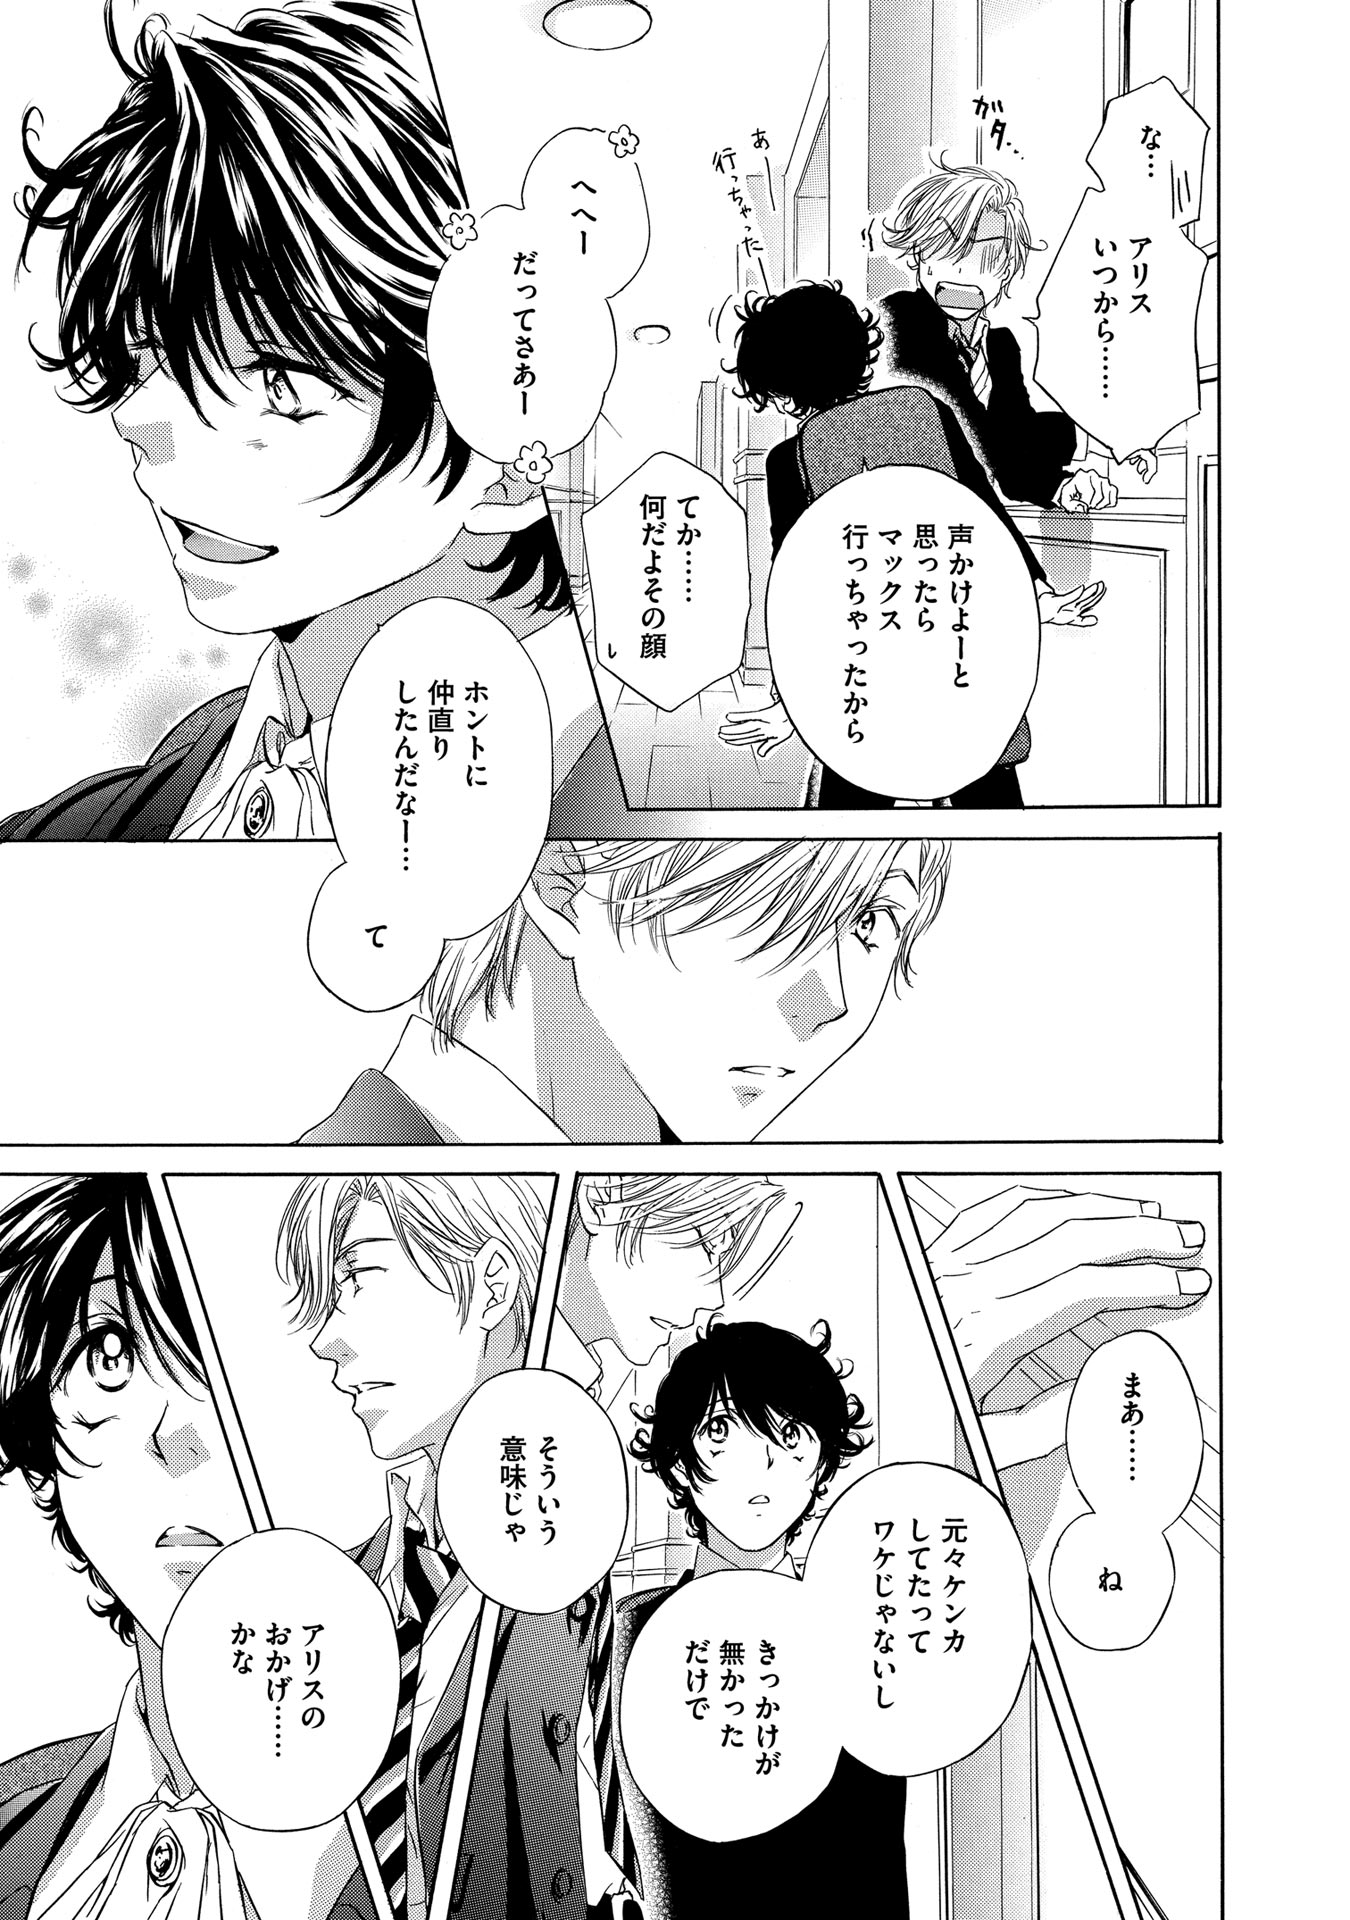 な…
アリス
いつから……
ガタ…
あー
行っちゃったー
声かけよーと
思ったら
マックス
行っちゃったから
てか……
何だよその顔
へへー
だってさあー
ホントに
仲直り
したんだなー…
て
まあ……
ね
元々ケンカ
してたって
ワケじゃないし
きっかけが
無かった
だけで
そういう
意味じゃ
アリスの
おかげ……
かな